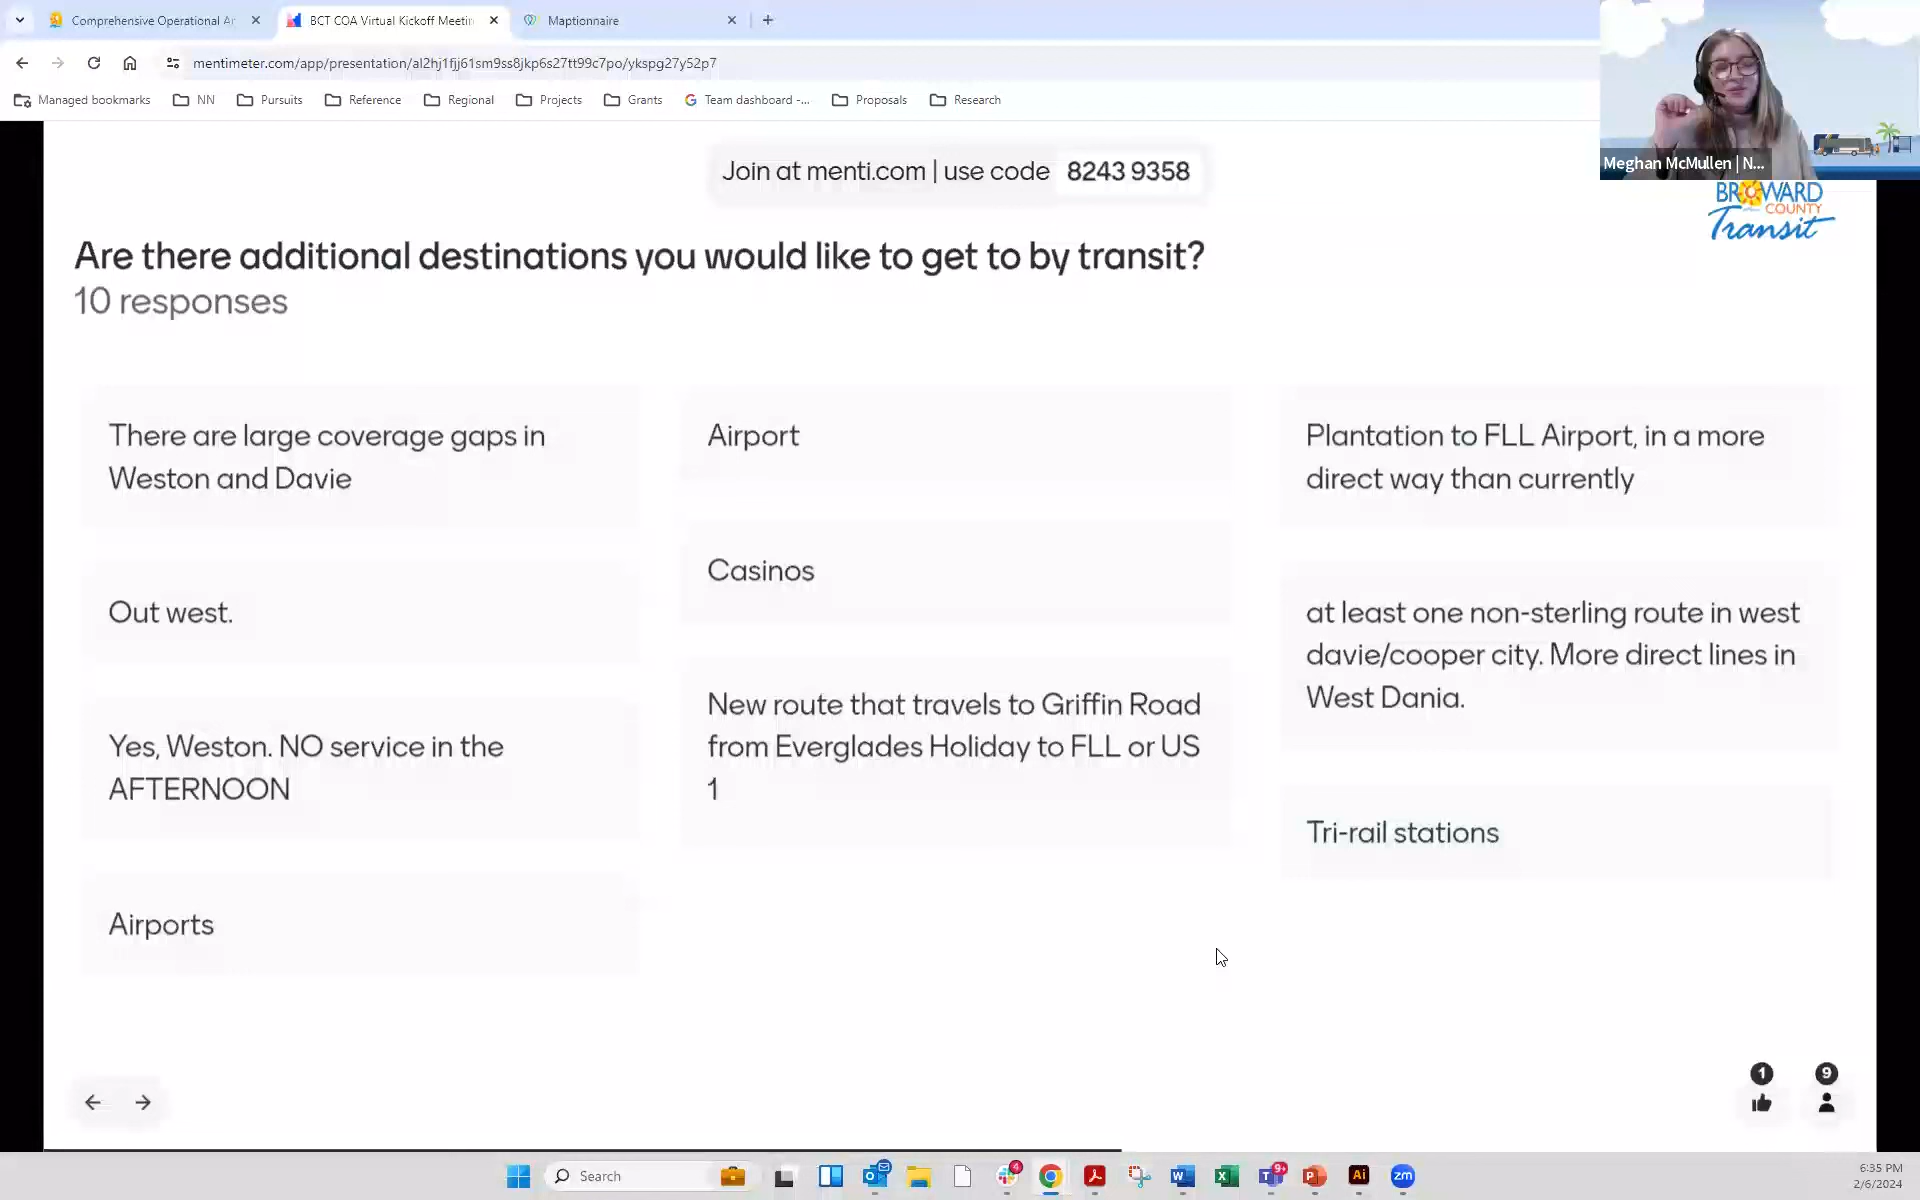 Comprehensive Operational Ar
BCT COA Virtual Kickoff Meetin
Maptionnaire
mentimeter.com/app/presentation/al2hj1fjj61sm9ss8jkp6s27tt99c7po/ykspg27y52p7
Managed bookmarks
NN
Pursuits
Reference
Regional
Projects
Grants
Team dashboard -...
Proposals
Research
Meghan McMullen | N...
Join at menti.com | use code 8243 9358
BROWARD
COUNTY
Transit
Are there additional destinations you would like to get to by transit?
10 responses
There are large coverage gaps in
Weston and Davie
Out west.
Yes, Weston. NO service in the
AFTERNOON
Airports
Airport
Casinos
New route that travels to Griffin Road
from Everglades Holiday to FLL or US
1
Plantation to FLL Airport, in a more
direct way than currently
at least one non-sterling route in west
davie/cooper city. More direct lines in
West Dania.
Tri-rail stations
1
9
Search
4
9+
Ai
zm
6:35 PM
2/6/2024